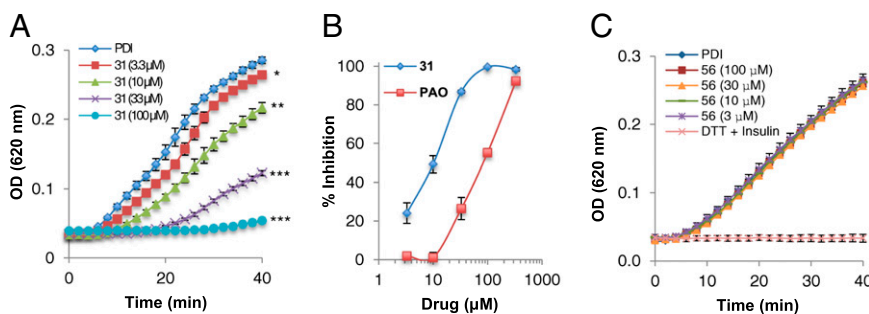 A
PDI
31 (3.3µM)
31 (10µM)
31 (33µM)
31 (100µM)
0.3
0.2
0.1
0
OD (620 nm)
*
**
***
***
0
20
40
Time (min)
B
31
PAO
100
80
60
40
20
0
% Inhibition
1
10
100
1000
Drug (µM)
C
PDI
56 (100 µM)
56 (30 µM)
56 (10 µM)
56 (3 µM)
DTT + Insulin
0.3
0.2
0.1
0.0
OD (620 nm)
0
10
20
30
40
Time (min)